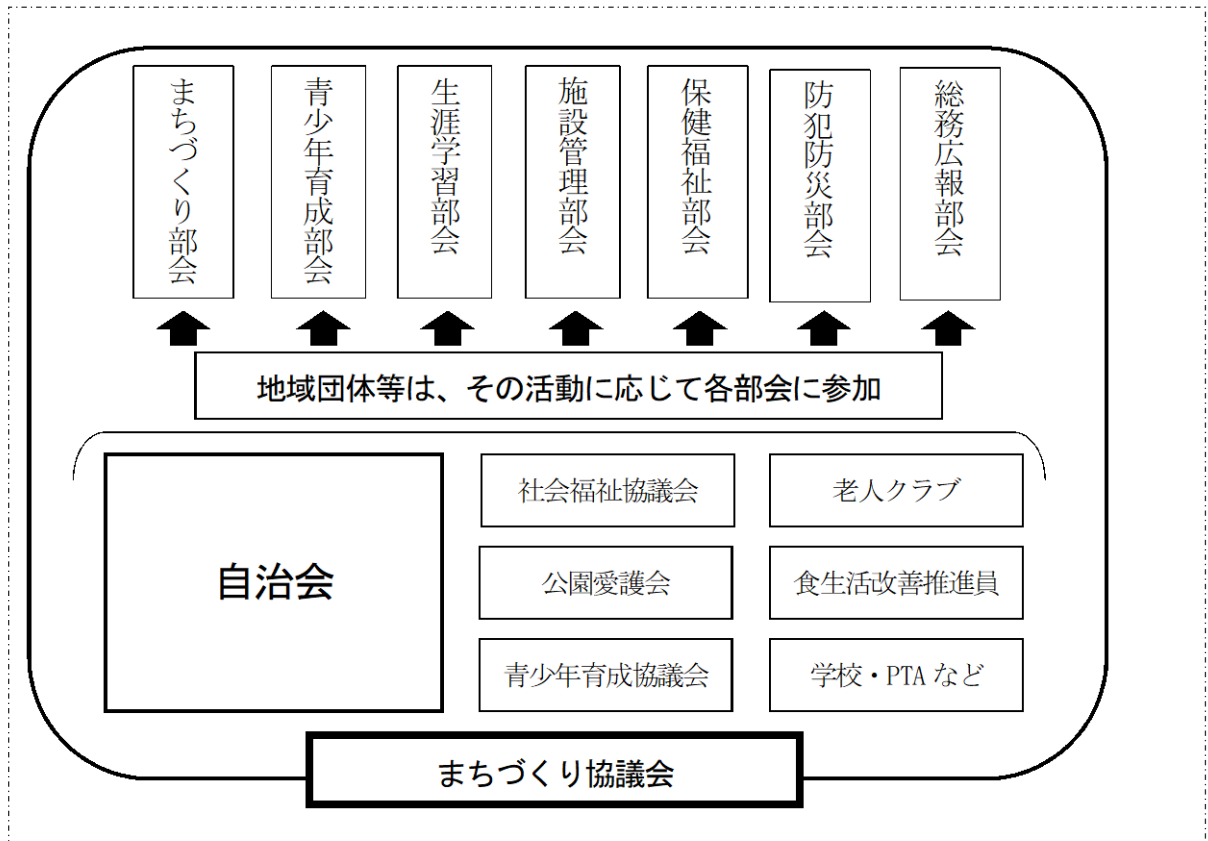 まちづくり部会
青少年育成部会
生涯学習部会
施設管理部会
保健福祉部会
防犯防災部会
総務広報部会
地域団体等は、その活動に応じて各部会に参加
自治会
社会福祉協議会
老人クラブ
公園愛護会
食生活改善推進員
青少年育成協議会
学校・PTAなど
まちづくり協議会